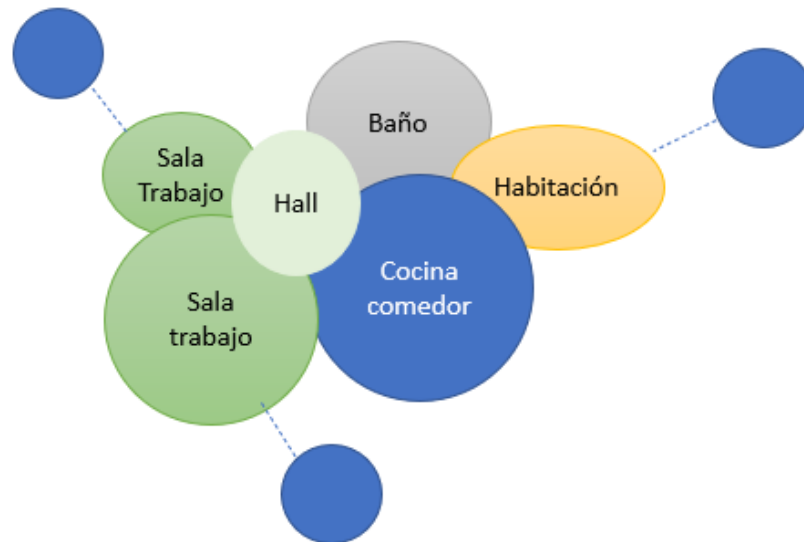 Baño
Sala
Trabajo
Hall
Habitación
Cocina
comedor
Sala
trabajo